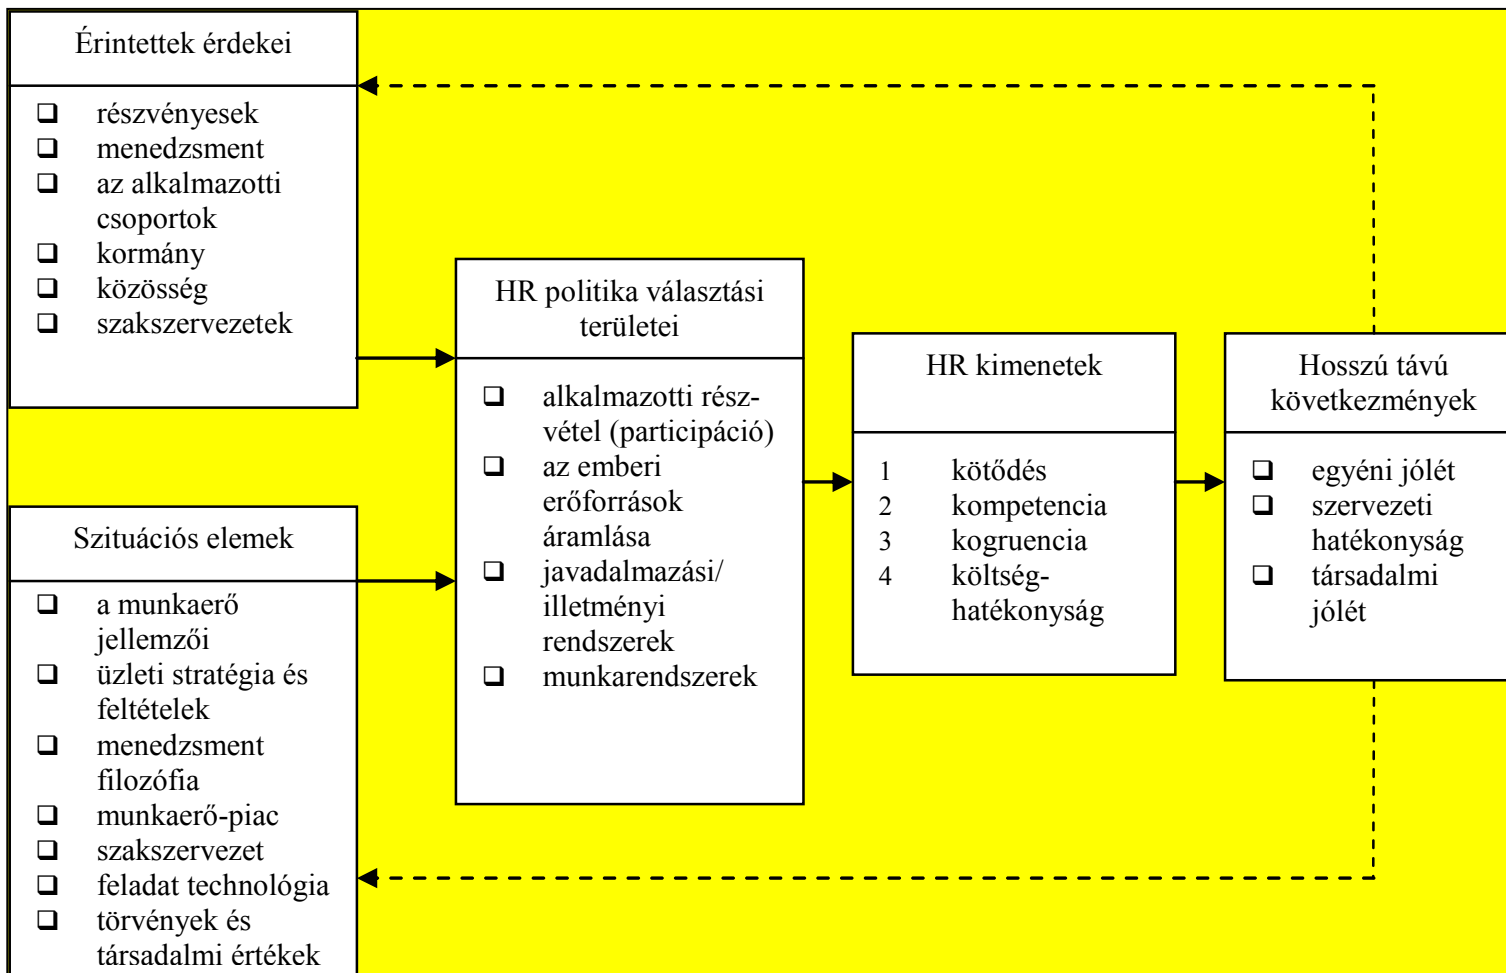 Érintettek érdekei
❑ részvényesek
❑ menedzsment
❑ az alkalmazotti
csoportok
❑ kormány
❑ közösség
❑ szakszervezetek
Szituációs elemek
❑ a munkaerő
jellemzői
❑ üzleti stratégia és
feltételek
❑ menedzsment
filozófia
❑ munkaerő-piac
❑ szakszervezet
❑ feladat technológia
❑ törvények és
társadalmi értékek
HR politika választási
területei
❑ alkalmazotti rész-
vétel (participáció)
❑ az emberi
erőforrások
áramlása
❑ javadalmazási/
illetményi
rendszerek
❑ munkarendszerek
HR kimenetek
1 kötődés
2 kompetencia
3 kogruencia
4 költség-
hatékonyság
Hosszú távú
következmények
❑ egyéni jólét
❑ szervezeti
hatékonyság
❑ társadalmi
jólét